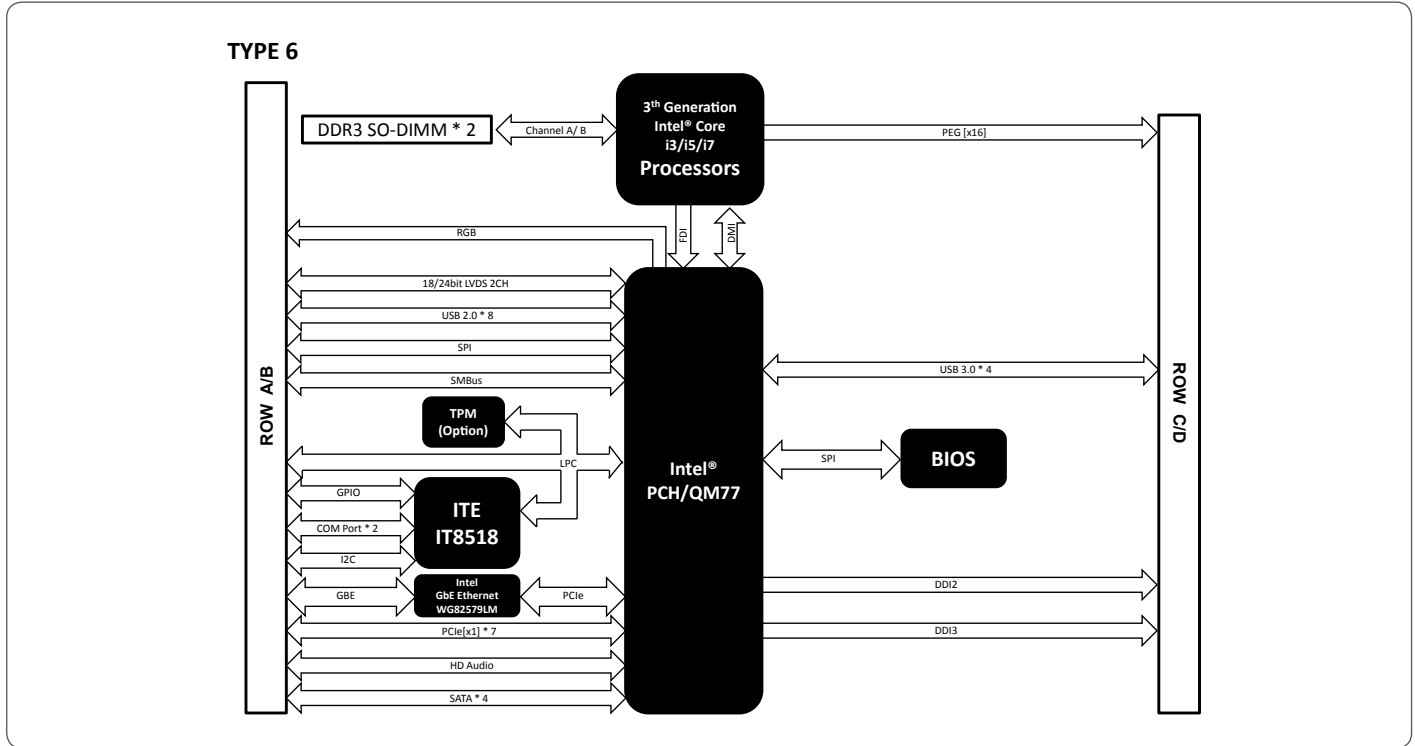 TYPE 6
DDR3 SO-DIMM * 2
Channel A/ B
3th Generation
Intel® Core
i3/i5/i7
Processors
PEG [x16]
RGB
FDI
DMI
18/24bit LVDS 2CH
USB 2.0 * 8
SPI
SMBus
USB 3.0 * 4
ROW A/B
ROW C/D
TPM
(Option)
LPC
Intel®
PCH/QM77
SPI
BIOS
GPIO
COM Port * 2
I2C
ITE
IT8518
GBE
Intel
GbE Ethernet
WG82579LM
PCIe
DDI2
PCIe[x1] * 7
DDI3
HD Audio
SATA * 4